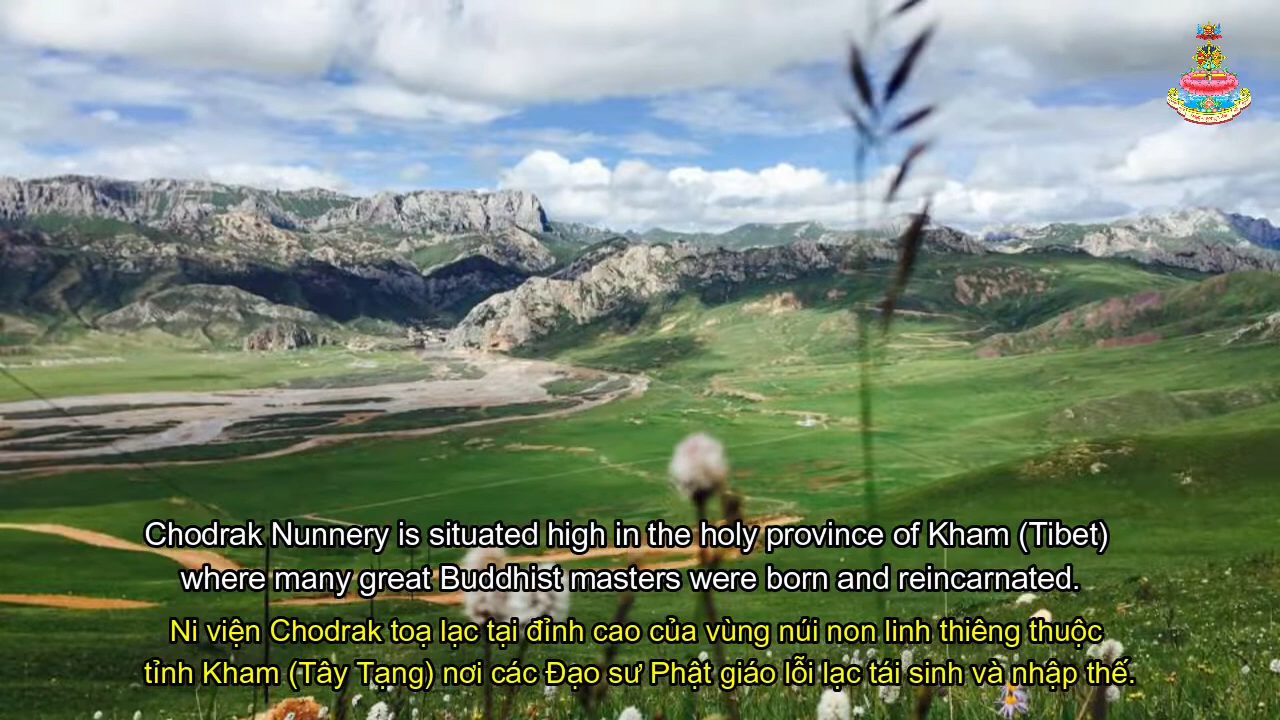 Chodrak Nunnery is situated high in the holy province of Kham (Tibet)
where many great Buddhist masters were born and reincarnated.
Ni viện Chodrak toạ lạc tại đỉnh cao của vùng núi non linh thiêng thuộc
tỉnh Kham (Tây Tạng) nơi các Đạo sư Phật giáo lỗi lạc tái sinh và nhập thế.